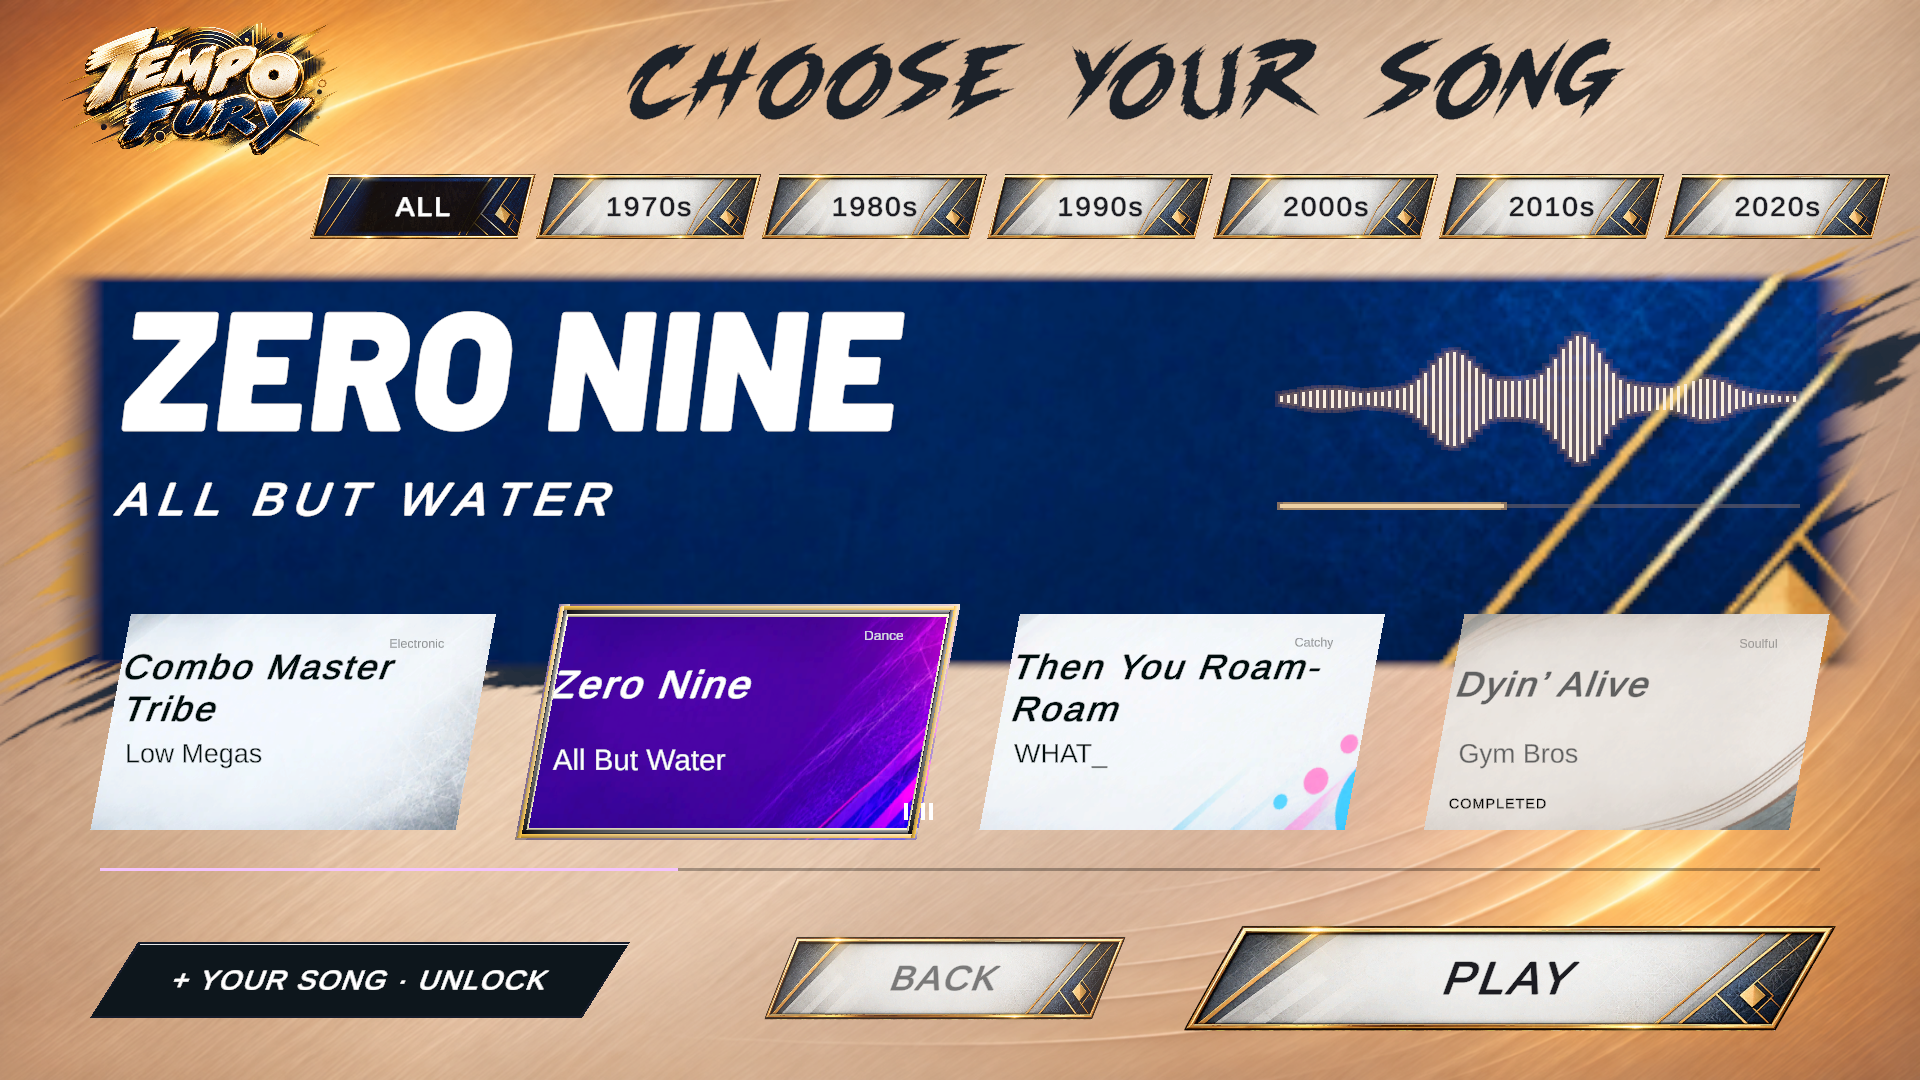 TEMPO
FURY
CHOOSE YOUR SONG
ALL
1970s
1980s
1990s
2000s
2010s
2020s
ZERO NINE
ALL BUT WATER
Electronic
Combo Master
Tribe
Low Megas
Dance
Zero Nine
All But Water
Catchy
Then You Roam-
Roam
WHAT_
Soulful
Dyin’ Alive
Gym Bros
COMPLETED
+ YOUR SONG · UNLOCK
BACK
PLAY